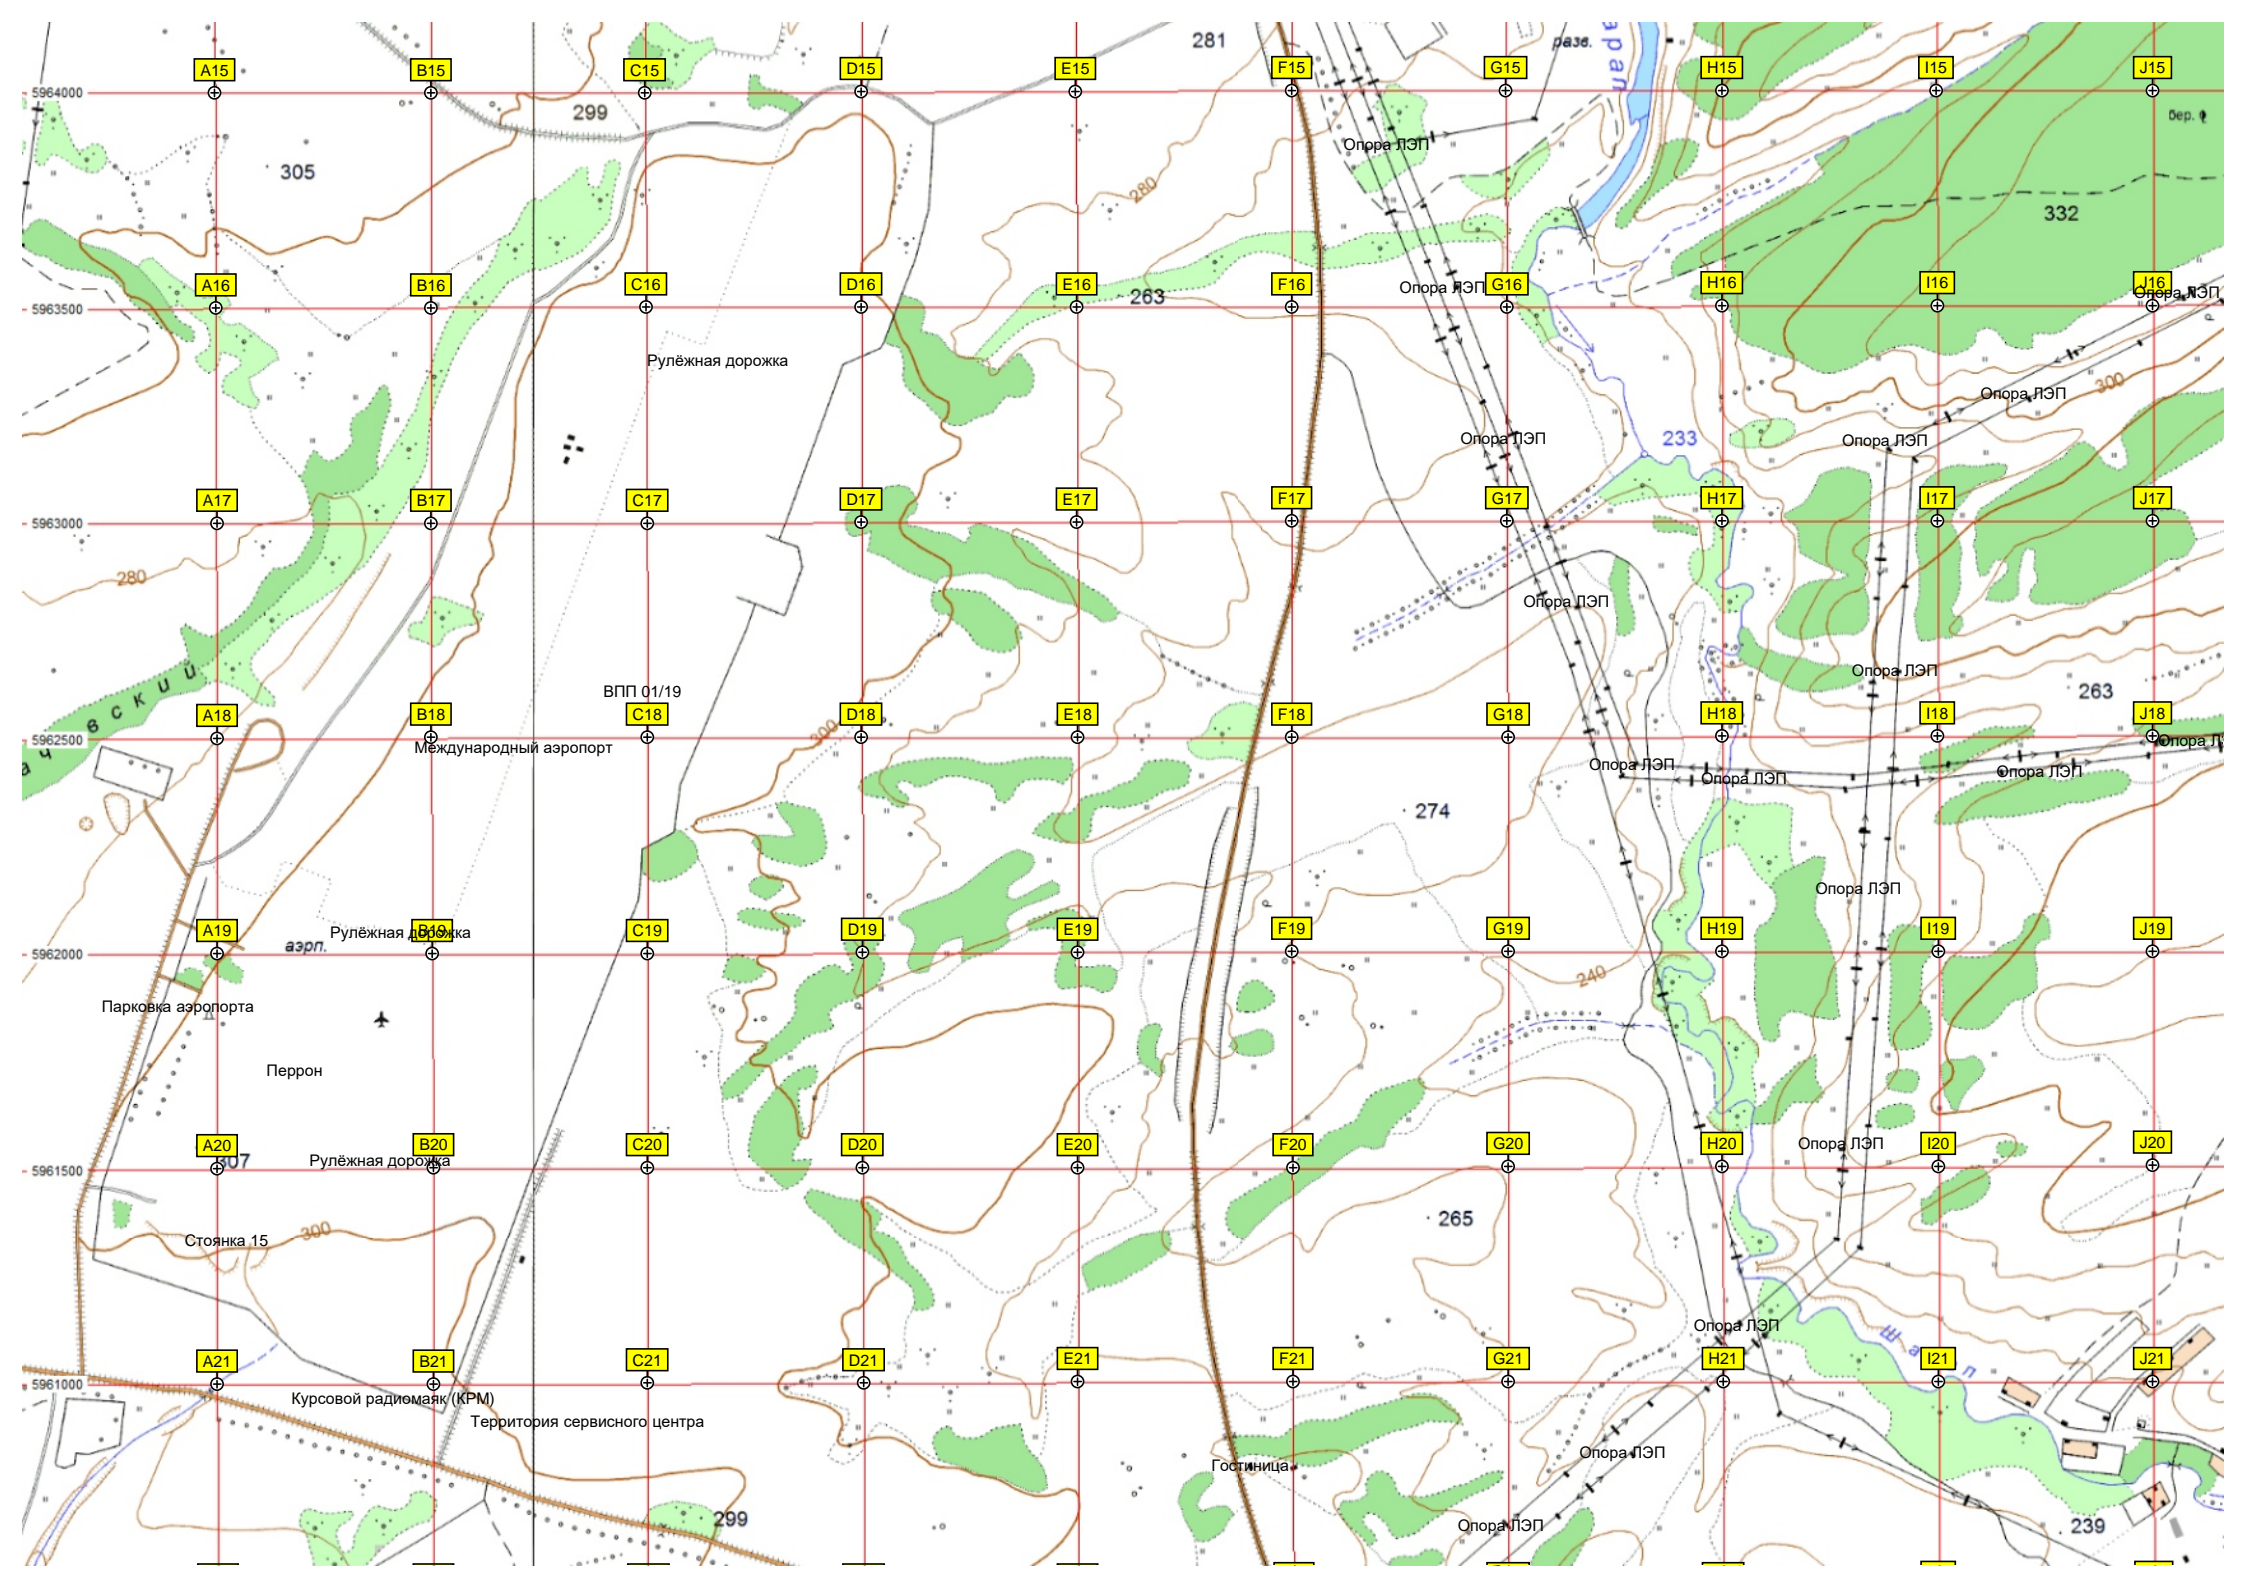 281
разв.
арал
A15
B15
C15
D15
E15
F15
G15
H15
I15
J15
5964000
299
бер.
Опора ЛЭП
305
280
332
A16
B16
C16
D16
E16
F16
G16
H16
I16
J16
263
Опора ЛЭП
Опора ЛЭП
5963500
Рулёжная дорожка
300
Опора ЛЭП
Опора ЛЭП
233
Опора ЛЭП
A17
B17
C17
D17
E17
F17
G17
H17
I17
J17
5963000
280
Опора ЛЭП
Опора ЛЭП
ачвский
ВПП 01/19
263
A18
B18
C18
D18
E18
F18
G18
H18
I18
J18
300
5962500
Международный аэропорт
Опора Л
Опора ЛЭП
Опора ЛЭП
Опора ЛЭП
274
Опора ЛЭП
A19
Рулёжная дорожка
B19
C19
D19
E19
F19
G19
H19
I19
J19
аэрп.
5962000
240
Парковка аэропорта
Перрон
A20
B20
C20
D20
E20
F20
G20
H20
I20
J20
Опора ЛЭП
307
Рулёжная дорожка
5961500
265
300
Стоянка 15
Опора ЛЭП
A21
B21
C21
D21
E21
F21
G21
H21
I21
J21
5961000
Курсовой радиомаяк (КРМ)
Территория сервисного центра
Опора ЛЭП
Гостиница
299
Опора ЛЭП
239